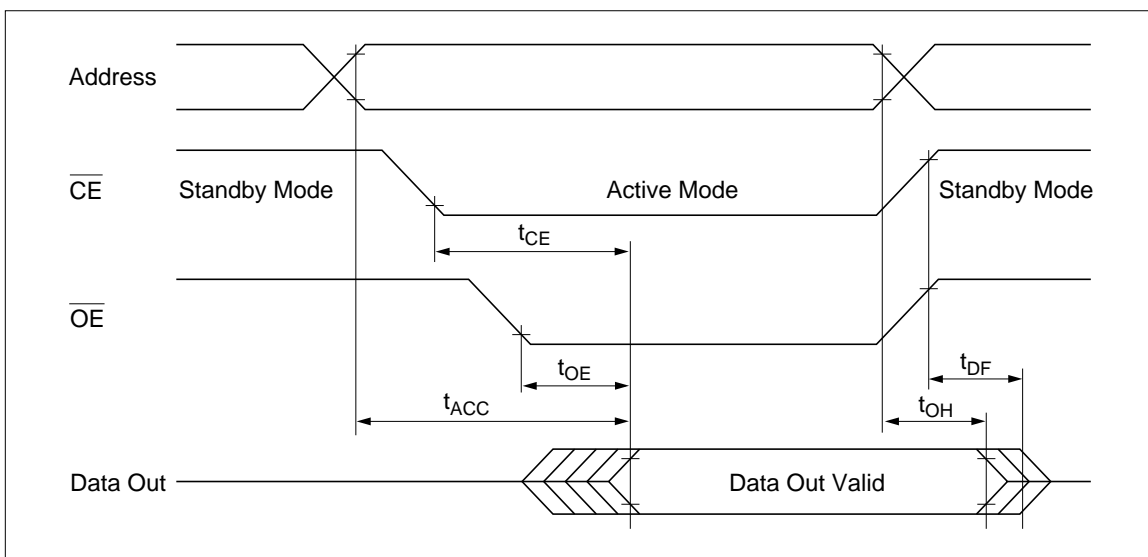 Address
CE
Standby Mode
Active Mode
Standby Mode
tCE
OE
tOE
tDF
tACC
tOH
Data Out
Data Out Valid